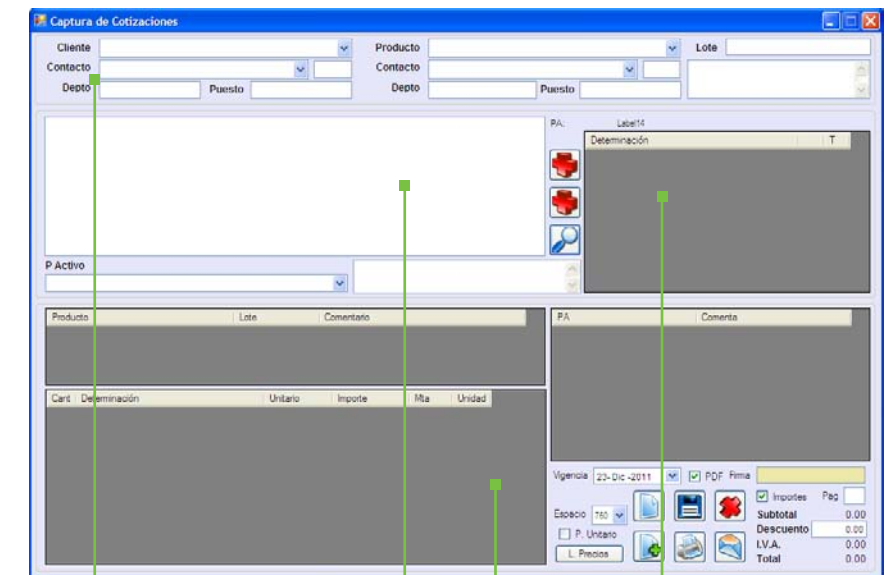 Captura de Cotizaciones
Cliente Producto Lote
Contacto Contacto
Depto Puesto Depto Puesto
PA: Label14
Determinación T
P Activo
Producto Lote Comentario
PA Comenta
Cant Determinación Unitario Importe Mta Unidad
Vigencia 23-Dic-2011 PDF Firma
Importes Pag
Espacio 760
Subtotal 0.00
P. Unitario
Descuento 0.00
L. Precios
I.V.A. 0.00
Total 0.00